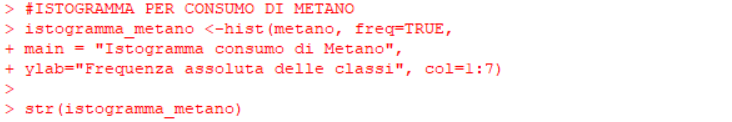 > #ISTOGRAMMA PER CONSUMO DI METANO
> istogramma_metano <-hist(metano, freq=TRUE,
+ main = "Istogramma consumo di Metano",
+ ylab="Frequenza assoluta delle classi", col=1:7)
>
> str(istogramma_metano)